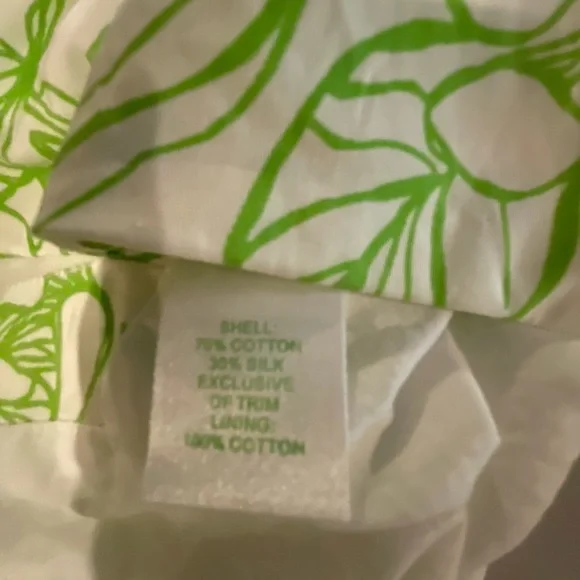 SHELL:
70% COTTON
30% SILK
EXCLUSIVE
OF TRIM
LINING:
100% COTTON